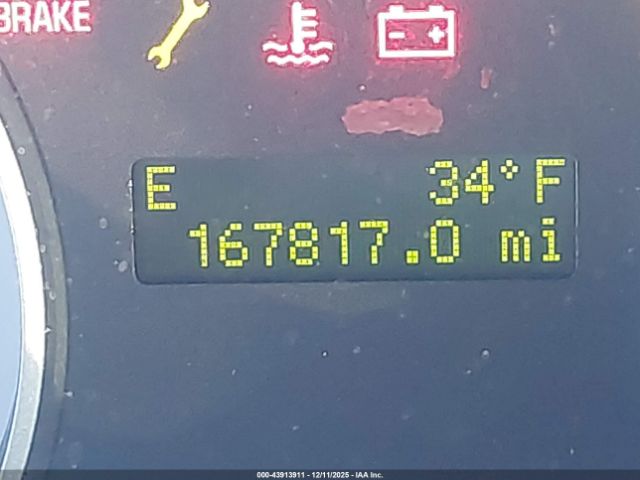 BRAKE
E 34°F
167817.0 mi
000-43913911 - 12/11/2025 - IAA Inc.